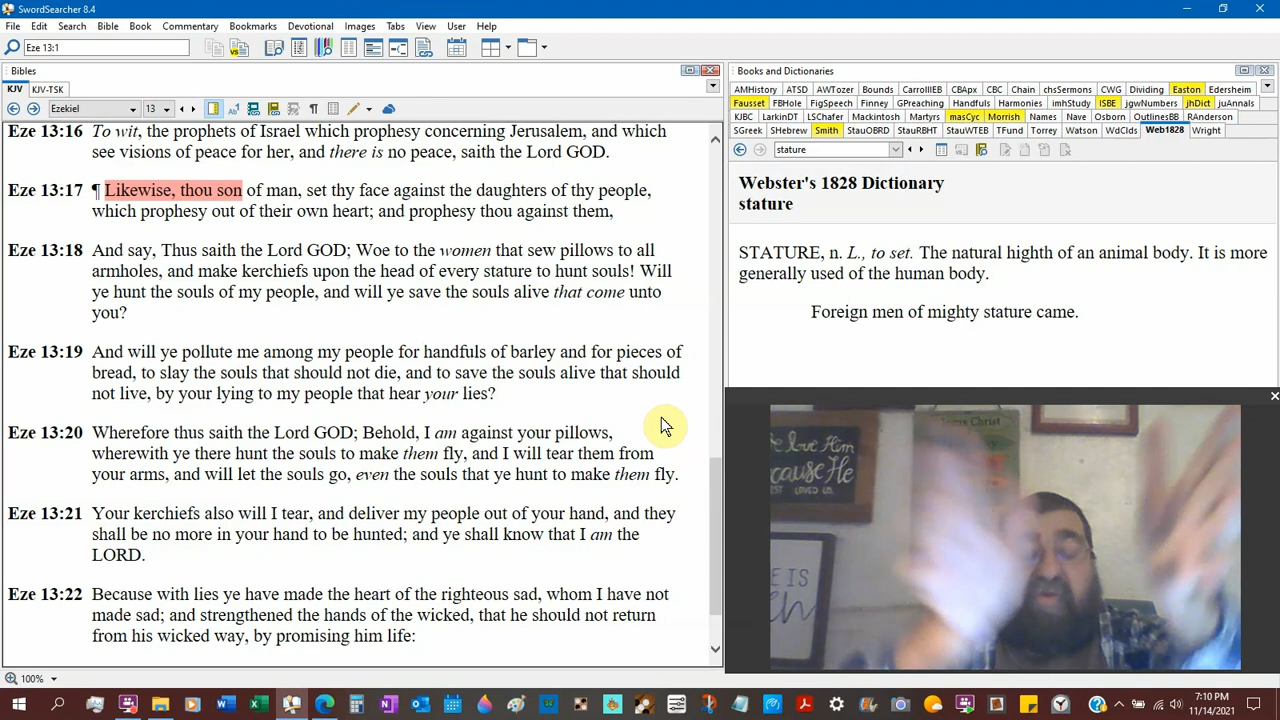 SwordSearcher 8.4
File Edit Search Book Commentary Bookmarks Devotional Images Tabs View User Help
Eze 13:1
Bibles
KJV KJV-TSK
Ezekiel 13
Eze 13:16 To wit, the prophets of Israel which prophesy concerning Jerusalem, and which
see visions of peace for her, and there is no peace, saith the Lord GOD.
Eze 13:17 ¶ Likewise, thou son of man, set thy face against the daughters of thy people,
which prophesy out of their own heart; and prophesy thou against them,
Eze 13:18 And say, Thus saith the Lord GOD; Woe to the women that sew pillows to all
armholes, and make kerchiefs upon the head of every stature to hunt souls! Will
ye hunt the souls of my people, and will ye save the souls alive that come unto
you?
Eze 13:19 And will ye pollute me among my people for handfuls of barley and for pieces of
bread, to slay the souls that should not die, and to save the souls alive that should
not live, by your lying to my people that hear your lies?
Eze 13:20 Wherefore thus saith the Lord GOD; Behold, I am against your pillows,
wherewith ye there hunt the souls to make them fly, and I will tear them from
your arms, and will let the souls go, even the souls that ye hunt to make them fly.
Eze 13:21 Your kerchiefs also will I tear, and deliver my people out of your hand, and they
shall be no more in your hand to be hunted; and ye shall know that I am the
LORD.
Eze 13:22 Because with lies ye have made the heart of the righteous sad, whom I have not
made sad; and strengthened the hands of the wicked, that he should not return
from his wicked way, by promising him life:
100%
Books and Dictionaries
AMHistory ATSD AWTozer Bounds CarrollIEB CBApx CBC Chain chsSermons CWG Dividing Easton Edersheim
Fausset FBHole FigSpeech Finney GPreaching Handfuls Harmonies imhStudy ISBE jgwNumbers jhDict juAnnals
KJBC LarkinDT LSChafer Mackintosh Martyrs masCyc Morrish Names Nave Osborn OutlinesBB RAnderson
SGreek SHebrew Smith StauOBRD StauRBHT StauWTEB TFund Torrey Watson WdClds Web1828 Wright
stature
Webster's 1828 Dictionary
stature
STATURE, n. L., to set. The natural highth of an animal body. It is more
generally used of the human body.
Foreign men of mighty stature came.
We love Him
because He
FIRST LOVED US.
Christ
7:10 PM
11/14/2021